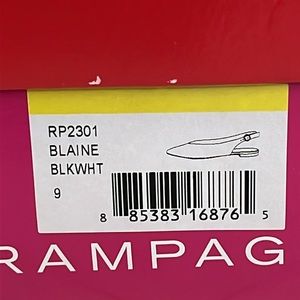 RP2301
BLAINE
BLKWHT
9
8 85383 16876 5
RAMPAG